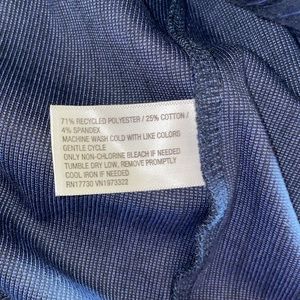 71% RECYCLED POLYESTER / 25% COTTON /
4% SPANDEX
MACHINE WASH COLD WITH LIKE COLORS
GENTLE CYCLE
ONLY NON-CHLORINE BLEACH IF NEEDED
TUMBLE DRY LOW, REMOVE PROMPTLY
COOL IRON IF NEEDED
RN17730 VN1973322